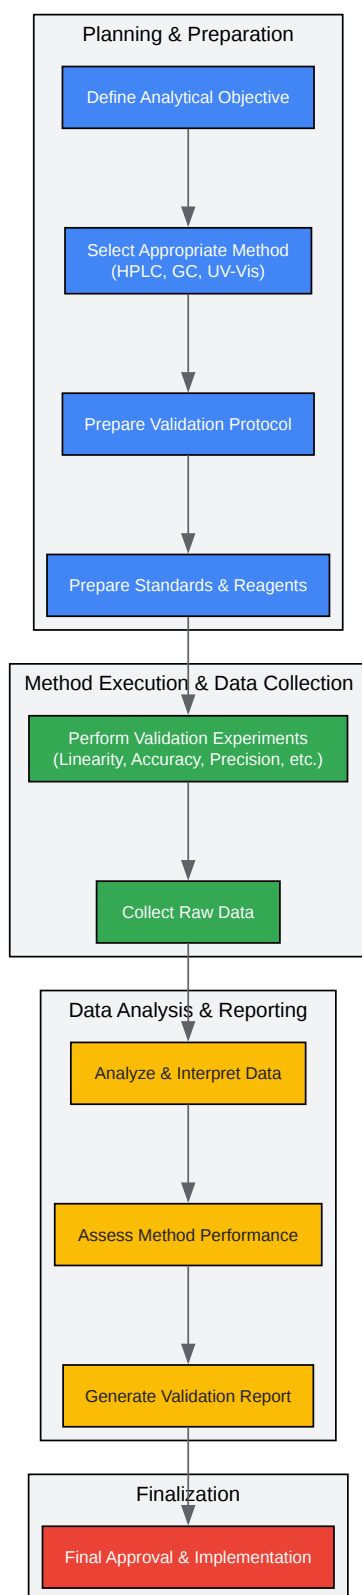 Planning & Preparation
Define Analytical Objective
Select Appropriate Method
(HPLC, GC, UV-Vis)
Prepare Validation Protocol
Prepare Standards & Reagents
Method Execution & Data Collection
Perform Validation Experiments
(Linearity, Accuracy, Precision, etc.)
Collect Raw Data
Data Analysis & Reporting
Analyze & Interpret Data
Assess Method Performance
Generate Validation Report
Finalization
Final Approval & Implementation